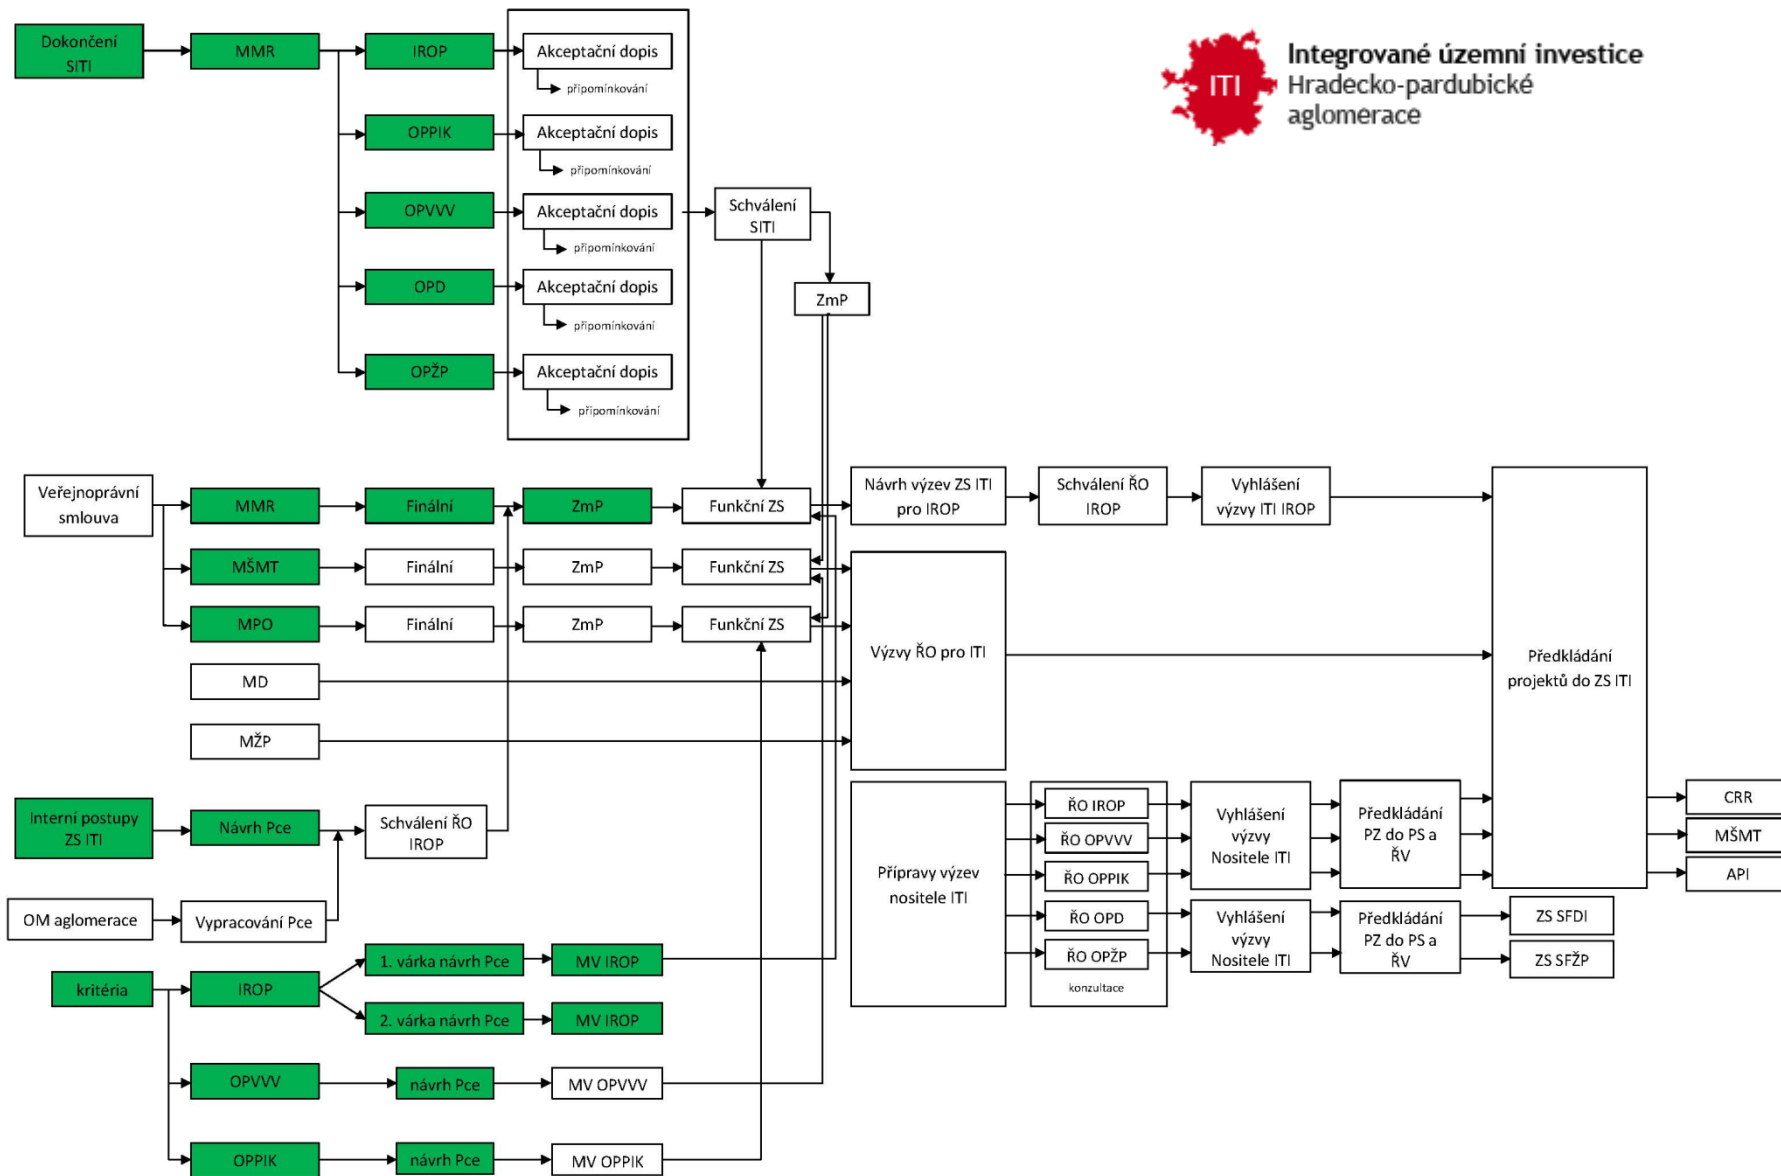 Integrované územní investice
Hradecko-pardubické
aglomerace
ITI
Dokončení
SITI
MMR
IROP
Akceptační dopis
připomínkování
OPPIK
Akceptační dopis
připomínkování
OPVVV
Akceptační dopis
připomínkování
Schválení
SITI
OPD
Akceptační dopis
připomínkování
ZmP
OPŽP
Akceptační dopis
připomínkování
Veřejnoprávní
smlouva
MMR
Finální
ZmP
Funkční ZS
Návrh výzev ZS ITI
pro IROP
Schválení ŘO
IROP
Vyhlášení
výzvy ITI IROP
MŠMT
Finální
ZmP
Funkční ZS
MPO
Finální
ZmP
Funkční ZS
Výzvy ŘO pro ITI
Předkládání
projektů do ZS ITI
MD
MŽP
Interní postupy
ZS ITI
Návrh Pce
Schválení ŘO
IROP
OM aglomerace
Vypracování Pce
Přípravy výzev
nositele ITI
ŘO IROP
ŘO OPVVV
ŘO OPPIK
ŘO OPD
ŘO OPŽP
konzultace
Vyhlášení
výzvy
Nositele ITI
Předkládání
PZ do PS a
ŘV
CRR
MŠMT
API
Vyhlášení
výzvy
Nositele ITI
Předkládání
PZ do PS a
ŘV
ZS SFDI
ZS SFŽP
kritéria
IROP
1. várka návrh Pce
MV IROP
2. várka návrh Pce
MV IROP
OPVVV
návrh Pce
MV OPVVV
OPPIK
návrh Pce
MV OPPIK